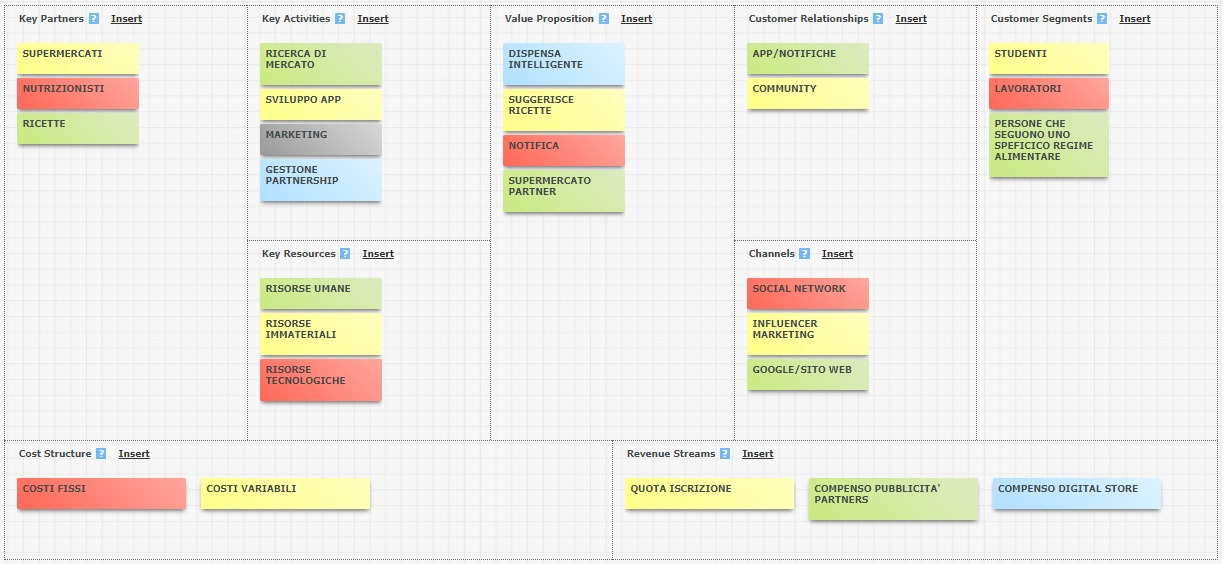 Key Partners ? Insert
SUPERMERCATI
NUTRIZIONISTI
RICETTE
Key Activities ? Insert
RICERCA DI
MERCATO
SVILUPPO APP
MARKETING
GESTIONE
PARTNERSHIP
Key Resources ? Insert
RISORSE UMANE
RISORSE
IMMATERIALI
RISORSE
TECNOLOGICHE
Value Proposition ? Insert
DISPENSA
INTELLIGENTE
SUGGERISCE
RICETTE
NOTIFICA
SUPERMERCATO
PARTNER
Customer Relationships ? Insert
APP/NOTIFICHE
COMMUNITY
Channels ? Insert
SOCIAL NETWORK
INFLUENCER
MARKETING
GOOGLE/SITO WEB
Customer Segments ? Insert
STUDENTI
LAVORATORI
PERSONE CHE
SEGUONO UNO
SPEFICICO REGIME
ALIMENTARE
Cost Structure ? Insert
COSTI FISSI
COSTI VARIABILI
Revenue Streams ? Insert
QUOTA ISCRIZIONE
COMPENSO PUBBLICITA'
PARTNERS
COMPENSO DIGITAL STORE